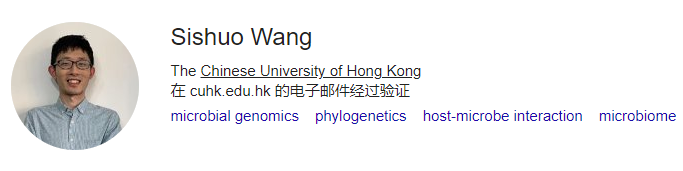 Sishuo Wang
The Chinese University of Hong Kong
在 cuhk.edu.hk 的电子邮件经过验证
microbial genomics phylogenetics host-microbe interaction microbiome